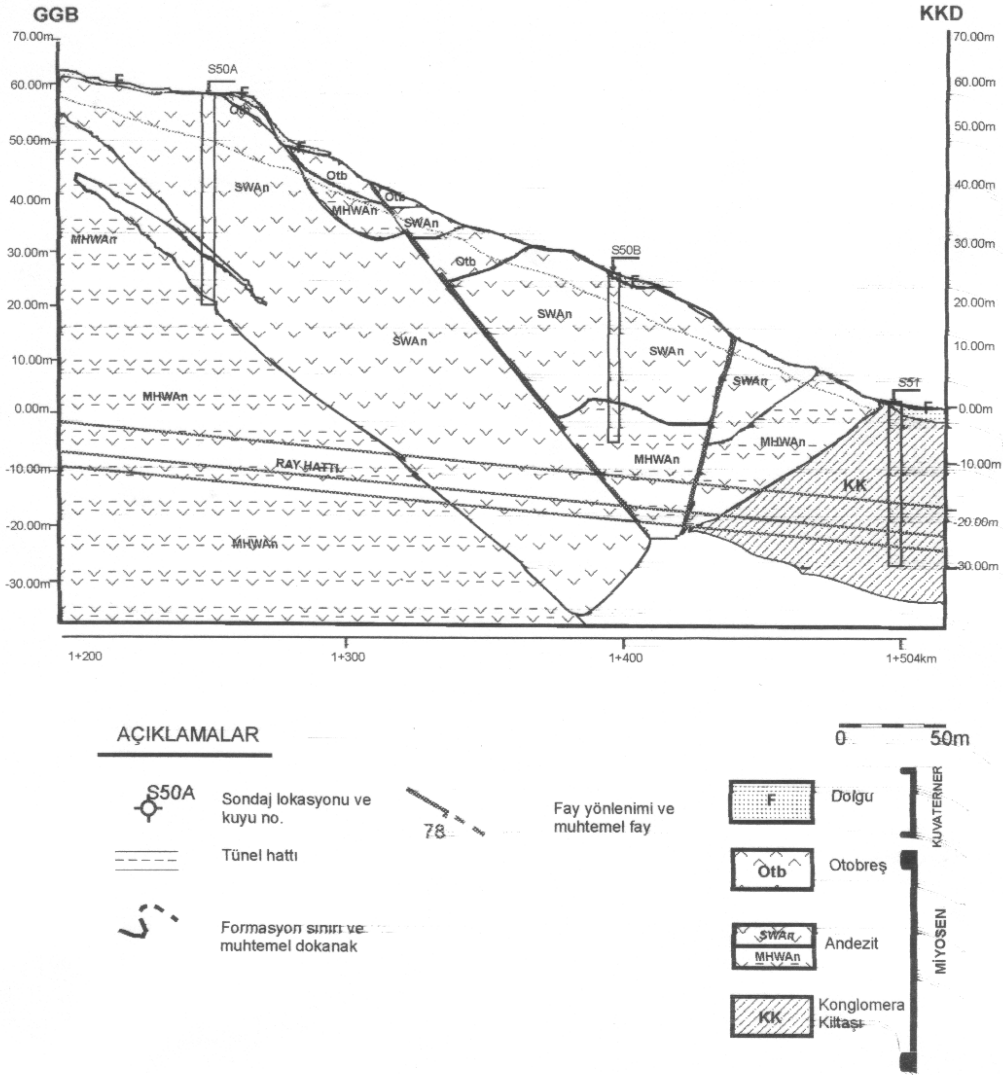 GGB
KKD
70.00m
60.00m
50.00m
40.00m
30.00m
20.00m
10.00m
0.00m
-10.00m
-20.00m
-30.00m
70.00m
60.00m
50.00m
40.00m
30.00m
20.00m
10.00m
0.00m
-10.00m
-20.00m
-30.00m
F
S50A
F
Otb
F
Otb
Otb
SWAn
MHWAn
SWAn
MHWAn
Otb
S50B
F
SWAn
SWAn
SWAn
SWAn
S51
F
MHWAn
MHWAn
MHWAn
KK
RAY HATTI
MHWAn
1+200
1+300
1+400
1+504km
AÇIKLAMALAR
S50A
Sondaj lokasyonu ve
kuyu no.
Tünel hattı
Formasyon sınırı ve
muhtemel dokanak
78
Fay yönlenimi ve
muhtemel fay
0 50m
F
Dolgu
KUVATERNER
Otb
Otobreş
SWAn
MHWAn
Andezit
KK
Konglomera
Kiltaşı
MİYOSEN